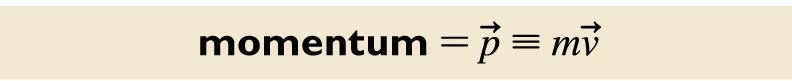 momentum = p⃗ ≡ mv⃗